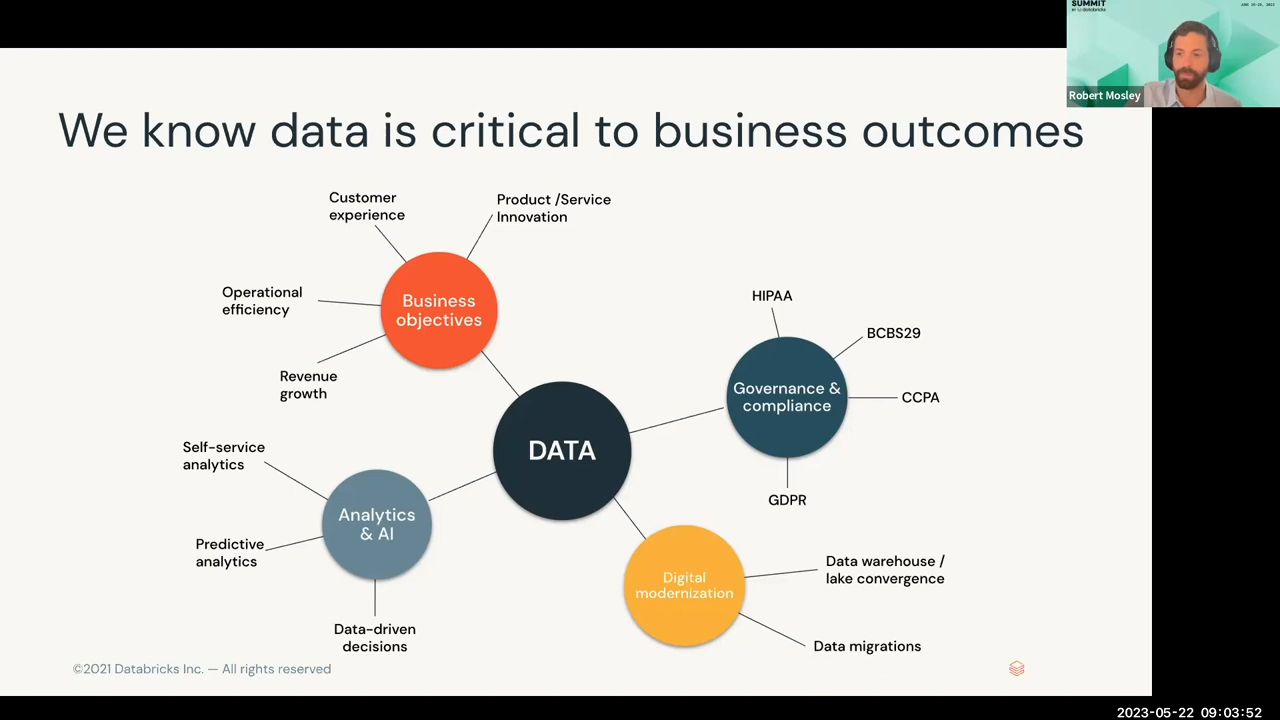 SUMMIT
BY databricks
Robert Mosley
We know data is critical to business outcomes
Customer
experience
Product /Service
Innovation
Operational
efficiency
Business
objectives
Revenue
growth
HIPAA
BCBS29
Governance &
compliance
CCPA
GDPR
DATA
Self-service
analytics
Analytics
& AI
Predictive
analytics
Data-driven
decisions
Digital
modernization
Data warehouse /
lake convergence
Data migrations
©2021 Databricks Inc. — All rights reserved
2023-05-22 09:03:52